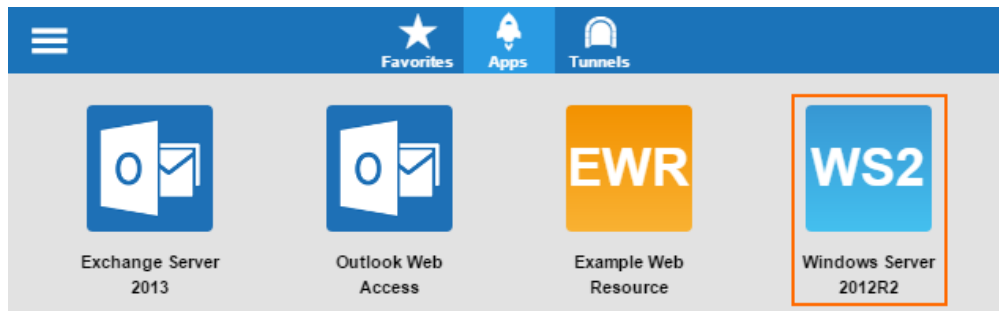 Favorites Apps Tunnels
O O EWR WS2
Exchange Server Outlook Web Example Web Windows Server
2013 Access Resource 2012R2